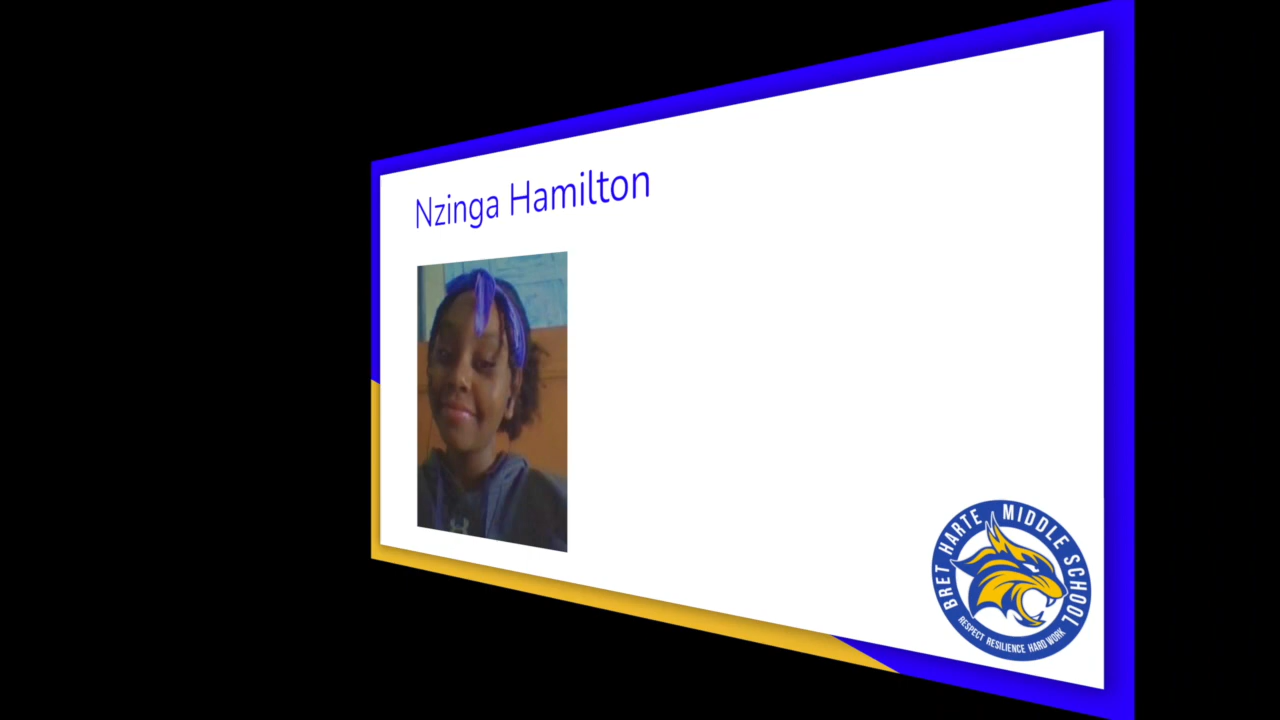 Nzinga Hamilton
BRET HARTE MIDDLE SCHOOL
RESPECT RESILIENCE HARD WORK